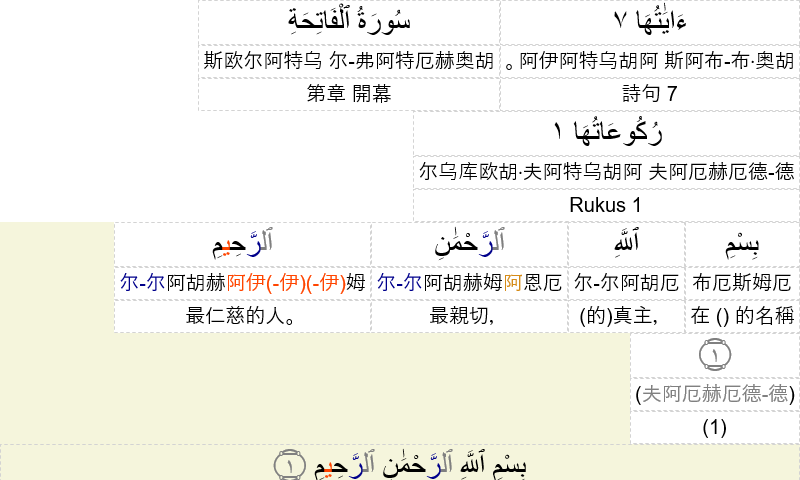 سُورَةُ ٱلْفَاتِحَةِ ءَايَٰتُهَا ٧
斯欧尔阿特乌 尔-弗阿特厄赫奥胡 阿伊阿特乌胡阿 斯阿布-布·奥胡。
第章 開幕 詩句 7
رُكُوعَاتُهَا ١
尔乌库欧胡·夫阿特乌胡阿 夫阿厄赫厄德-德
Rukus 1
بِسْمِ ٱللَّهِ ٱلرَّحْمَٰنِ ٱلرَّحِيمِ
布厄斯姆厄 尔-尔阿胡厄 尔-尔阿胡赫姆阿恩厄 尔-尔阿胡赫阿伊(-伊)(-伊)姆
在 () 的名稱 (的)真主, 最親切, 最仁慈的人。
۝١
(夫阿厄赫厄德-德)
(1)
بِسْمِ ٱللَّهِ ٱلرَّحْمَٰنِ ٱلرَّحِيمِ ۝١